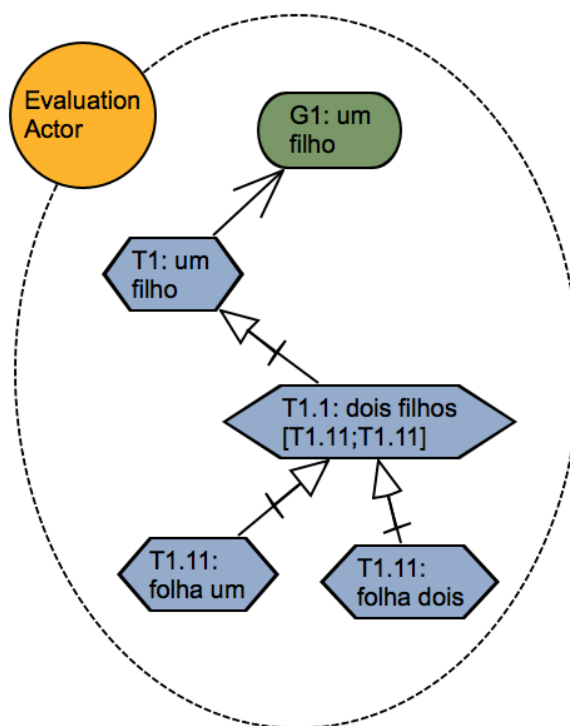 Evaluation
Actor
G1: um
filho
T1: um
filho
T1.1: dois filhos
[T1.11;T1.11]
T1.11:
folha um
T1.11:
folha dois